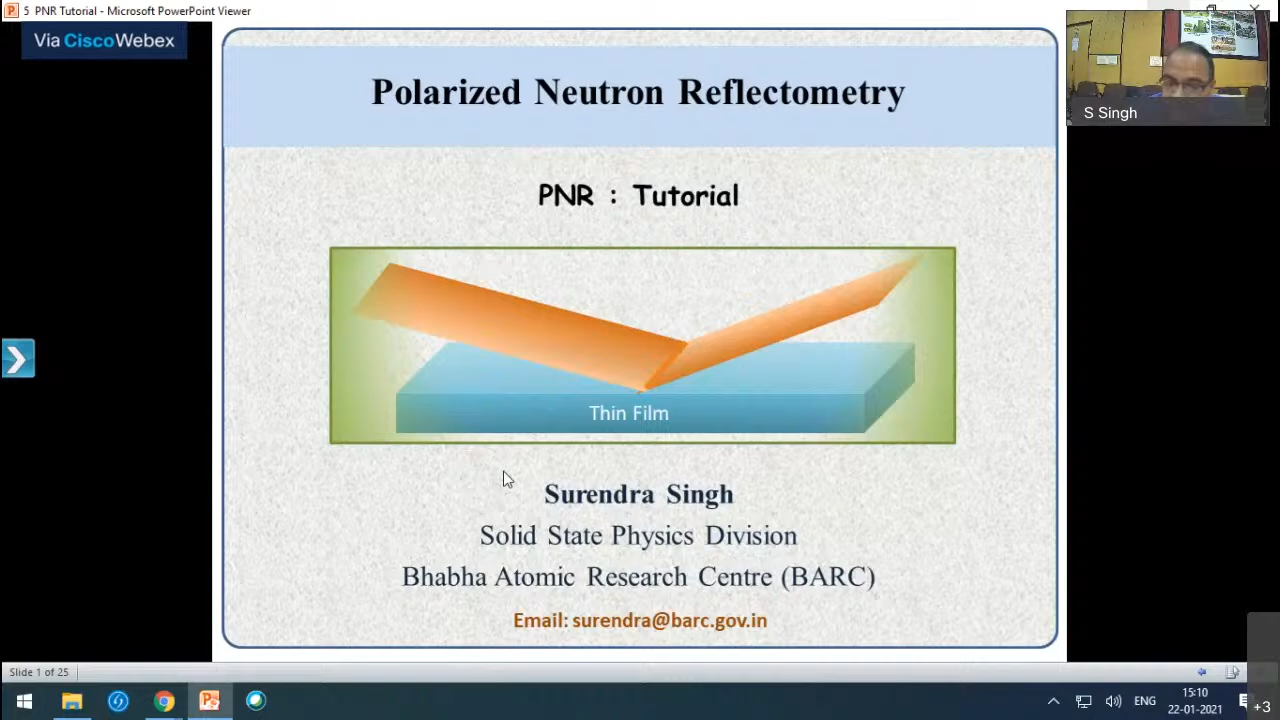 5 PNR Tutorial - Microsoft PowerPoint Viewer
Via CiscoWebex
S Singh
Polarized Neutron Reflectometry
PNR : Tutorial
Thin Film
Surendra Singh
Solid State Physics Division
Bhabha Atomic Research Centre (BARC)
Email: surendra@barc.gov.in
Slide 1 of 25
ENG
15:10
22-01-2021
+3